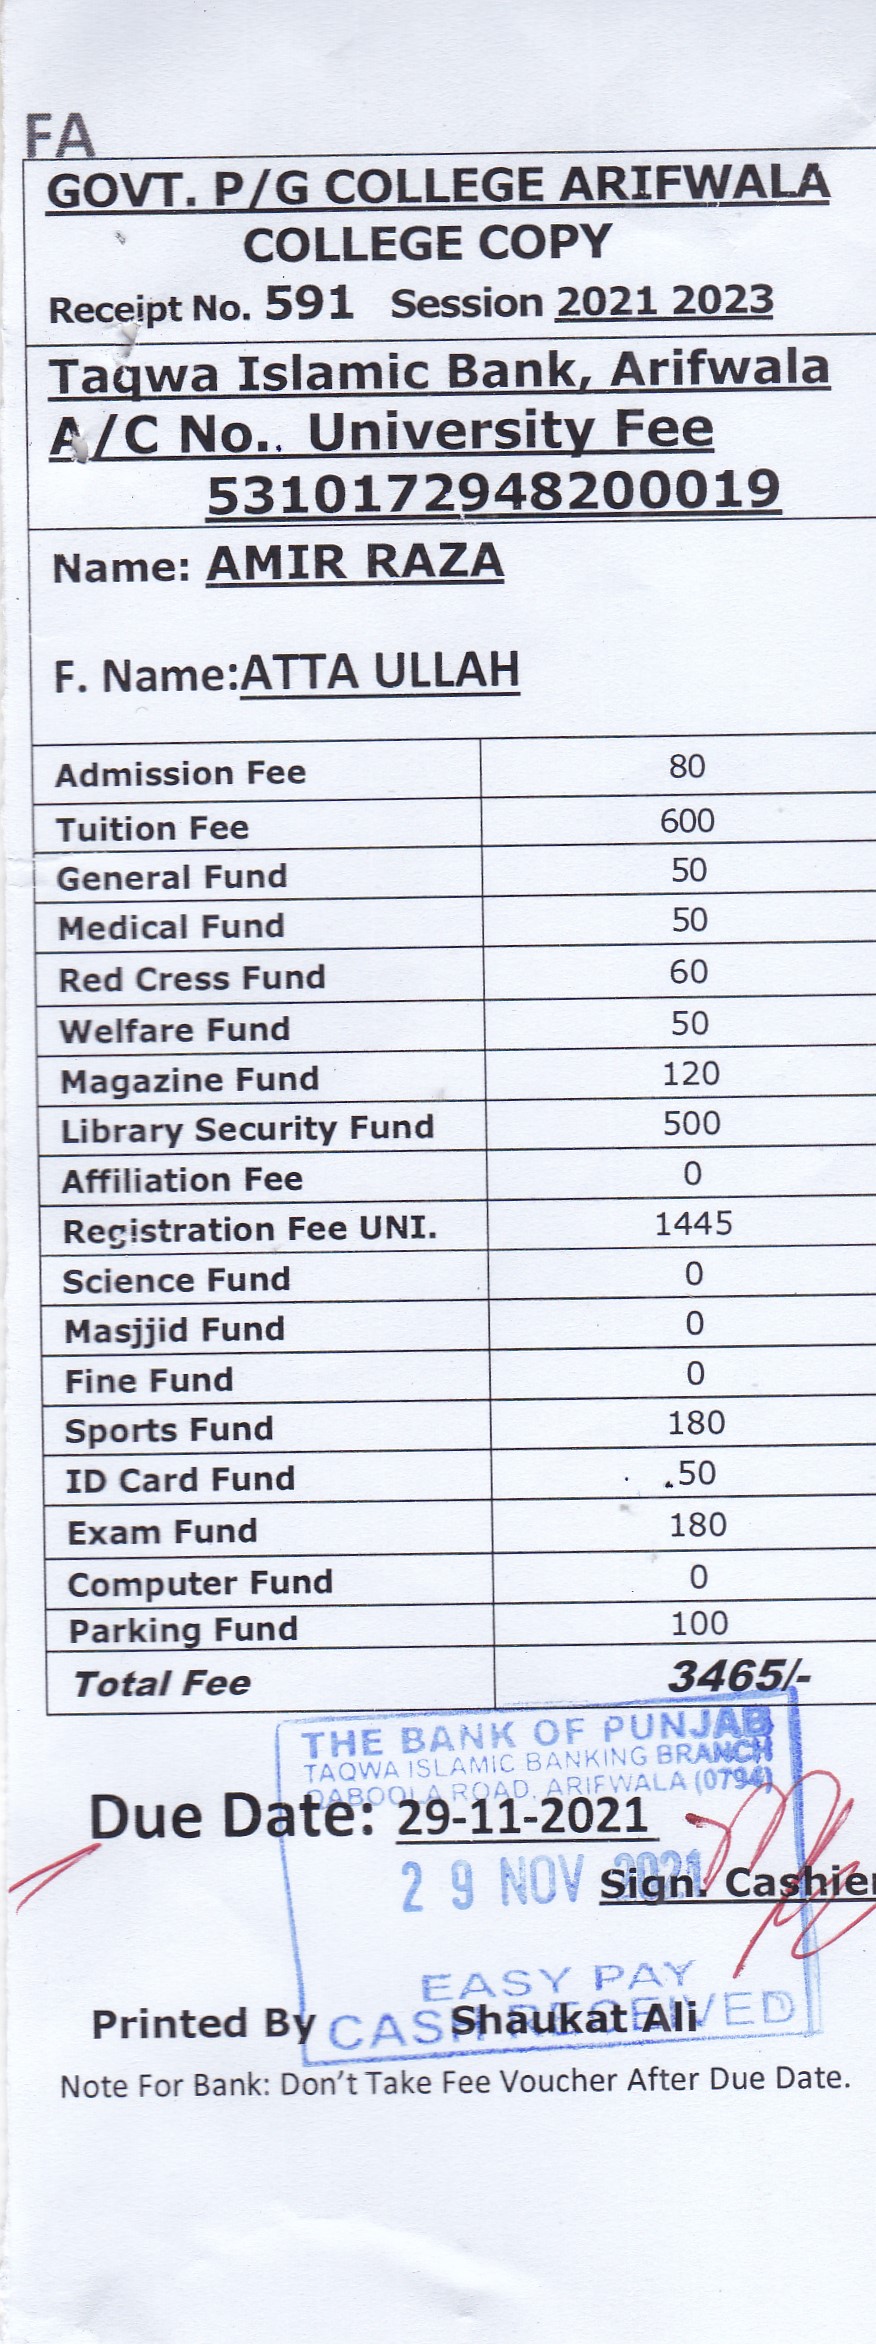 FA
GOVT. P/G COLLEGE ARIFWALA
COLLEGE COPY
Receipt No. 591 Session 2021 2023
Taqwa Islamic Bank, Arifwala
A/C No.. University Fee
5310172948200019
Name: AMIR RAZA
F. Name:ATTA ULLAH
Admission Fee 80
Tuition Fee 600
General Fund 50
Medical Fund 50
Red Cress Fund 60
Welfare Fund 50
Magazine Fund 120
Library Security Fund 500
Affiliation Fee 0
Registration Fee UNI. 1445
Science Fund 0
Masjjid Fund 0
Fine Fund 0
Sports Fund 180
ID Card Fund 50
Exam Fund 180
Computer Fund 0
Parking Fund 100
Total Fee 3465/-
THE BANK OF PUNJAB
TAQWA ISLAMIC BANKING BRANCH
QABOOLA ROAD, ARIFWALA (0794)
Due Date: 29-11-2021
29 NOV 2021
Sign. Cashier
EASY PAY
CASH RECEIVED
Printed By Shaukat Ali
Note For Bank: Don't Take Fee Voucher After Due Date.